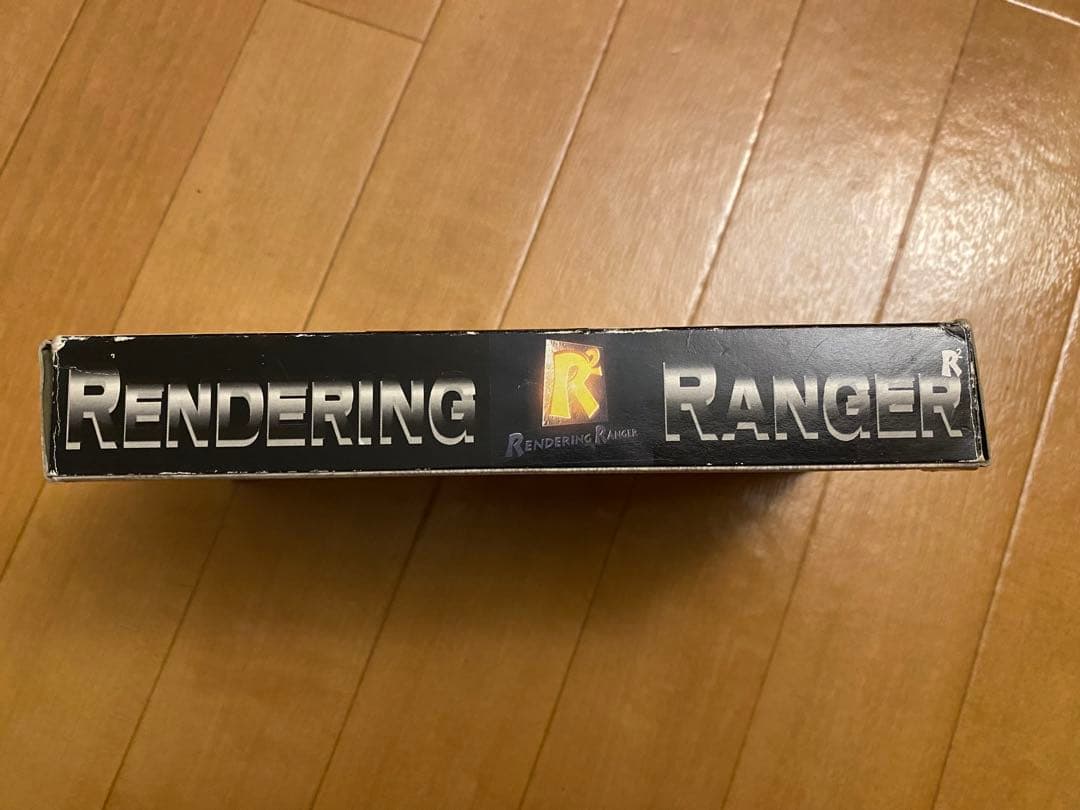 RENDERING
R²
RENDERING RANGER
RANGER R²